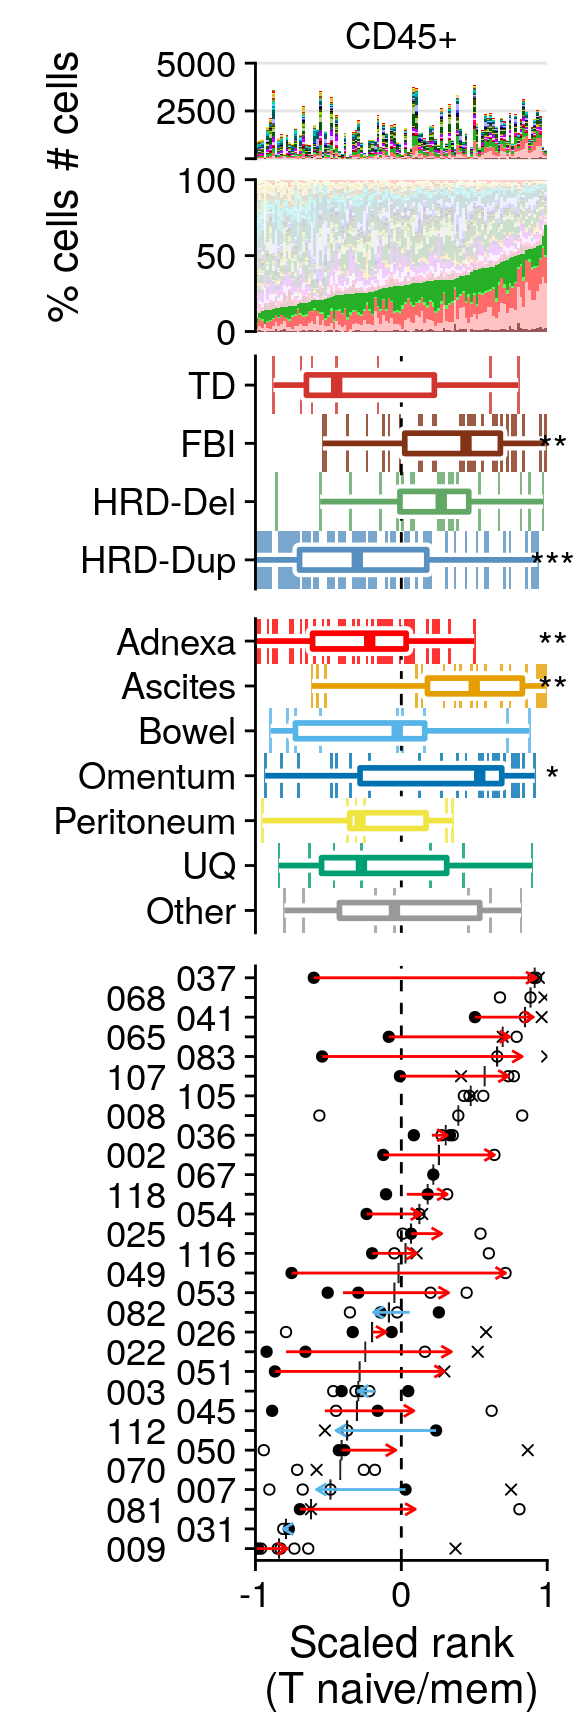 CD45+
# cells
5000
2500
% cells
100
50
0
TD
FBI
**
HRD-Del
HRD-Dup
***
Adnexa
**
Ascites
**
Bowel
Omentum
*
Peritoneum
UQ
Other
037
068
041
065
083
107
105
008
036
002
067
118
054
025
116
049
053
082
026
022
051
003
045
112
050
070
007
081
031
009
-1 0 1
Scaled rank
(T naive/mem)